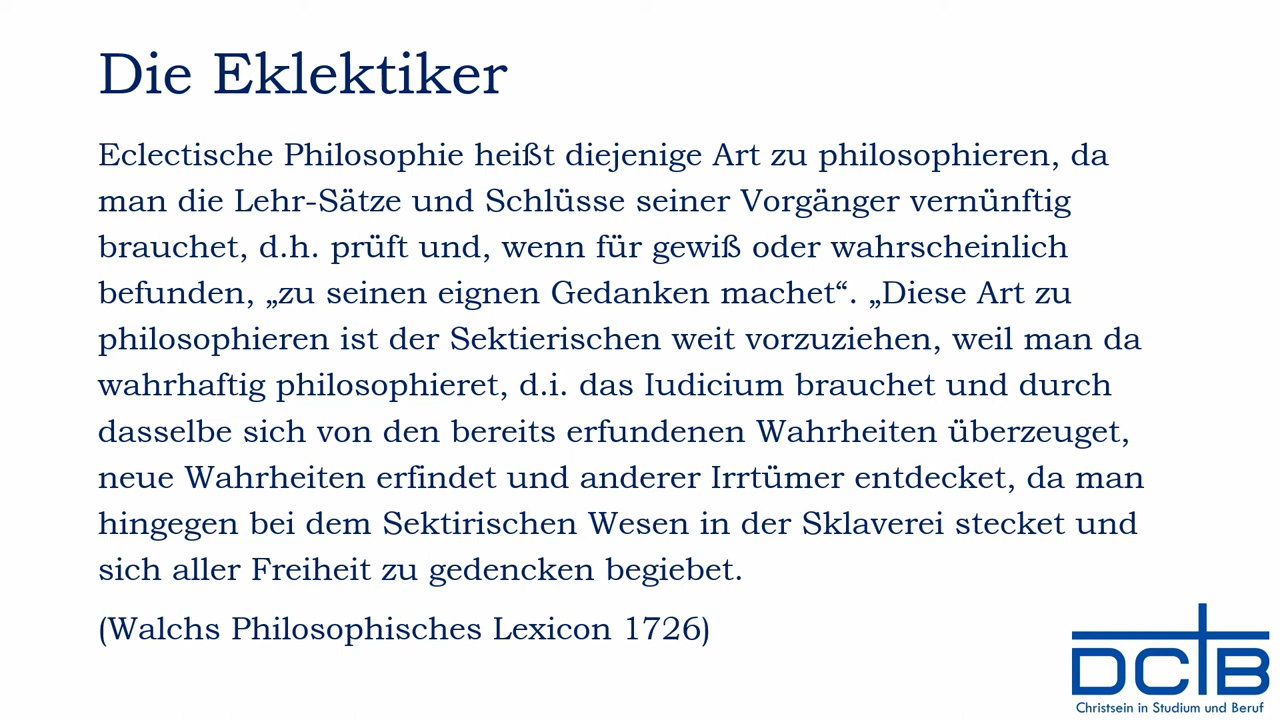 Die Eklektiker
Eclectische Philosophie heißt diejenige Art zu philosophieren, da
man die Lehr-Sätze und Schlüsse seiner Vorgänger vernünftig
brauchet, d.h. prüft und, wenn für gewiß oder wahrscheinlich
befunden, „zu seinen eignen Gedanken machet“. „Diese Art zu
philosophieren ist der Sektierischen weit vorzuziehen, weil man da
wahrhaftig philosophieret, d.i. das Iudicium brauchet und durch
dasselbe sich von den bereits erfundenen Wahrheiten überzeuget,
neue Wahrheiten erfindet und anderer Irrtümer entdecket, da man
hingegen bei dem Sektirischen Wesen in der Sklaverei stecket und
sich aller Freiheit zu gedencken begiebet.
(Walchs Philosophisches Lexicon 1726)
DCTB
Christsein in Studium und Beruf